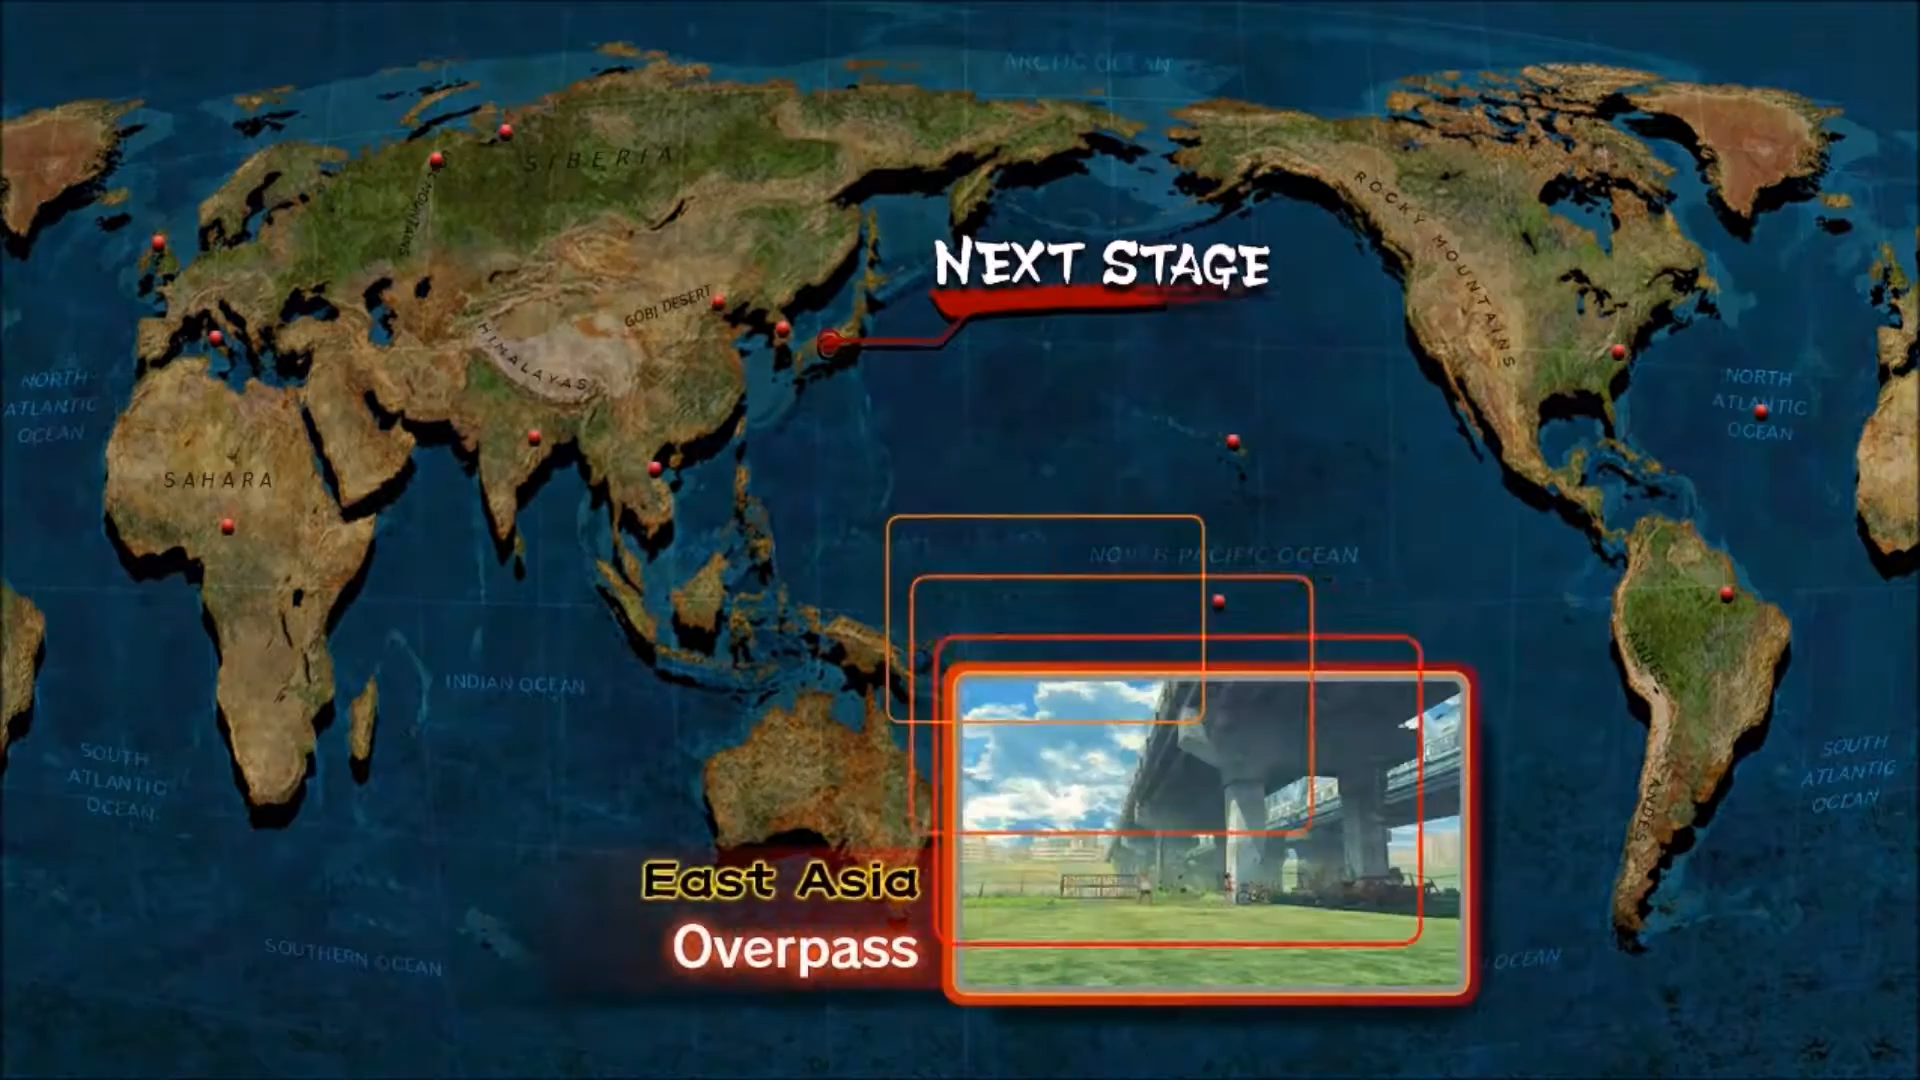 ARCTIC OCEAN
SIBERIA
ROCKY MOUNTAINS
NEXT STAGE
GOBI DESERT
HIMALAYAS
NORTH
ATLANTIC
OCEAN
NORTH
ATLANTIC
OCEAN
SAHARA
NORTH PACIFIC OCEAN
INDIAN OCEAN
SOUTH
ATLANTIC
OCEAN
SOUTH
ATLANTIC
OCEAN
ANDES
East Asia
Overpass
SOUTHERN OCEAN
OCEAN